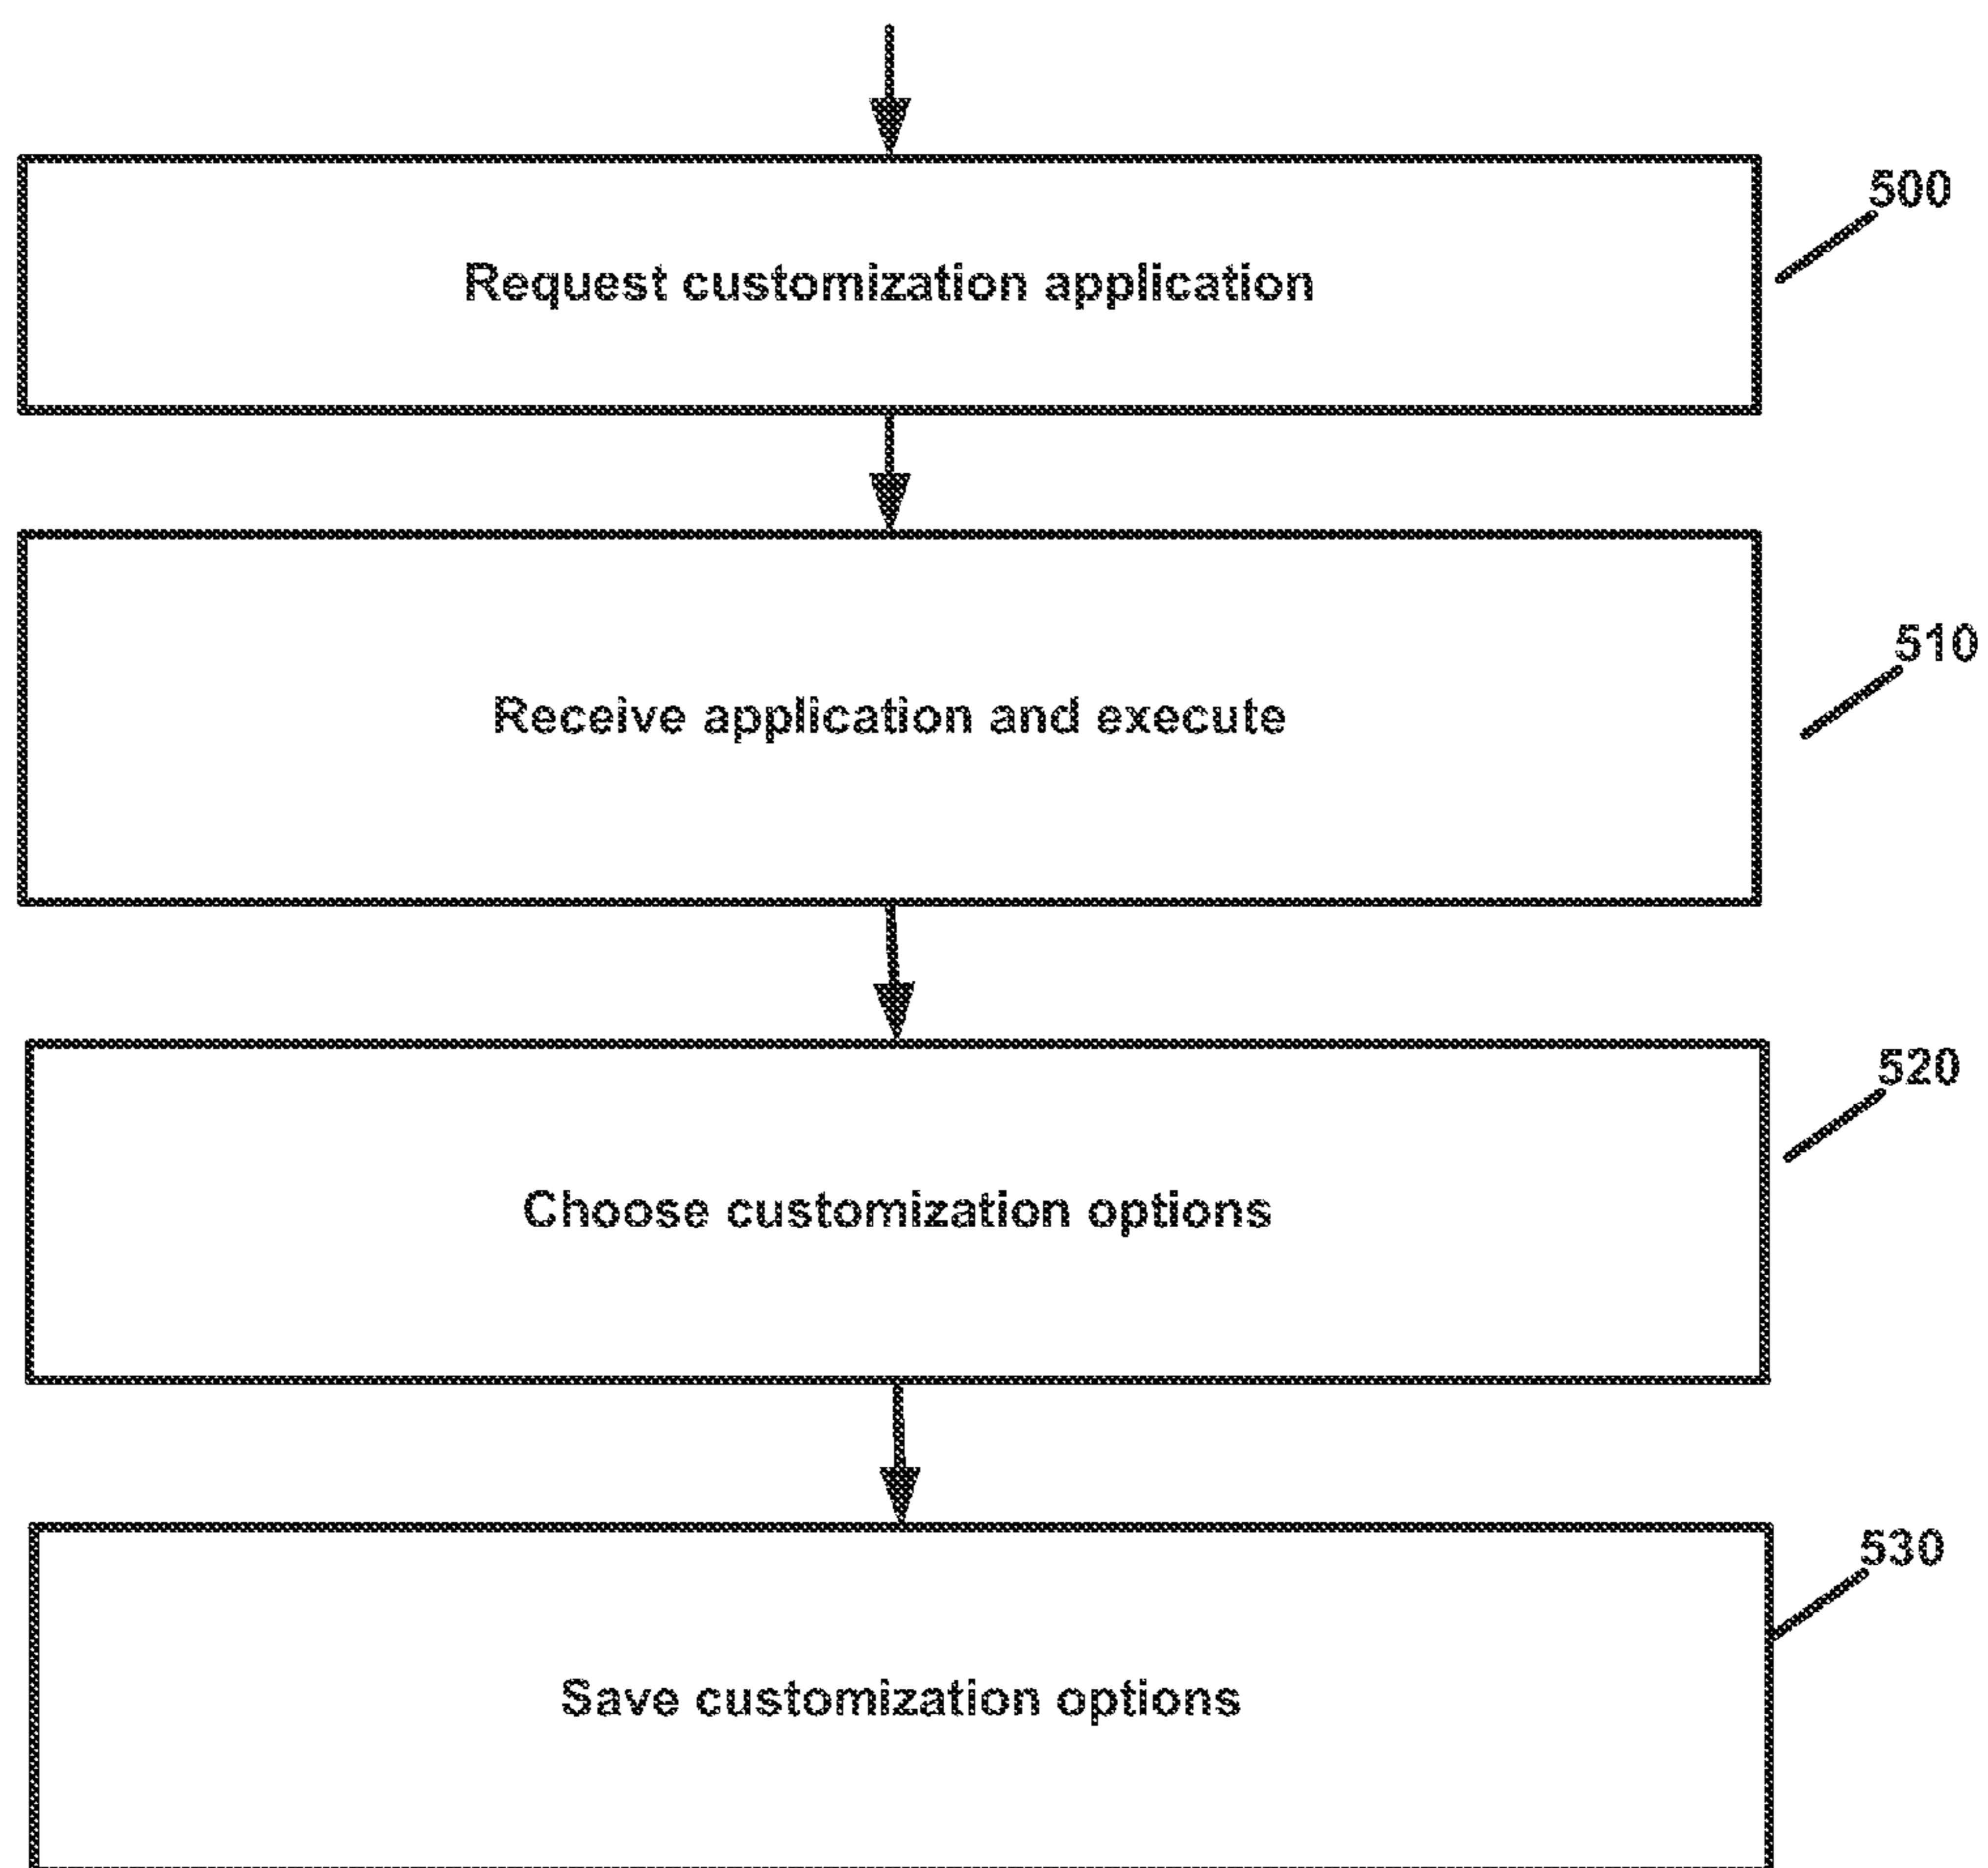 500
Request customization application
510
Receive application and execute
520
Choose customization options
530
Save customization options